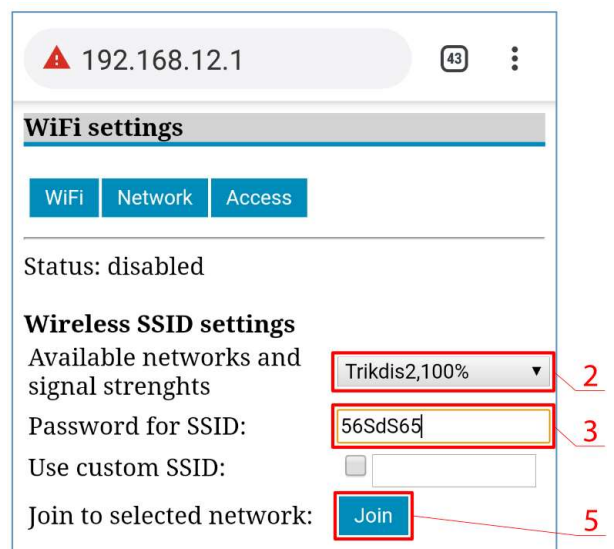 192.168.12.1 43
WiFi settings
WiFi Network Access
Status: disabled
Wireless SSID settings
Available networks and
signal strenghts
Trikdis2,100%
2
Password for SSID: 56SdS65
3
Use custom SSID:
Join to selected network: Join
5